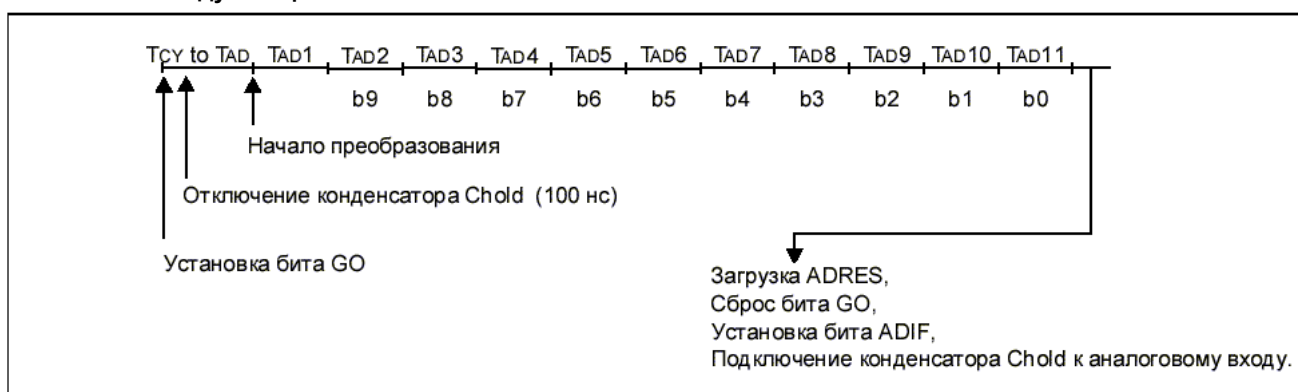 TCY to TAD TAD1 TAD2 TAD3 TAD4 TAD5 TAD6 TAD7 TAD8 TAD9 TAD10 TAD11
b9 b8 b7 b6 b5 b4 b3 b2 b1 b0
Начало преобразования
Отключение конденсатора Chold (100 нс)
Установка бита GO
Загрузка ADRES,
Сброс бита GO,
Установка бита ADIF,
Подключение конденсатора Chold к аналоговому входу.